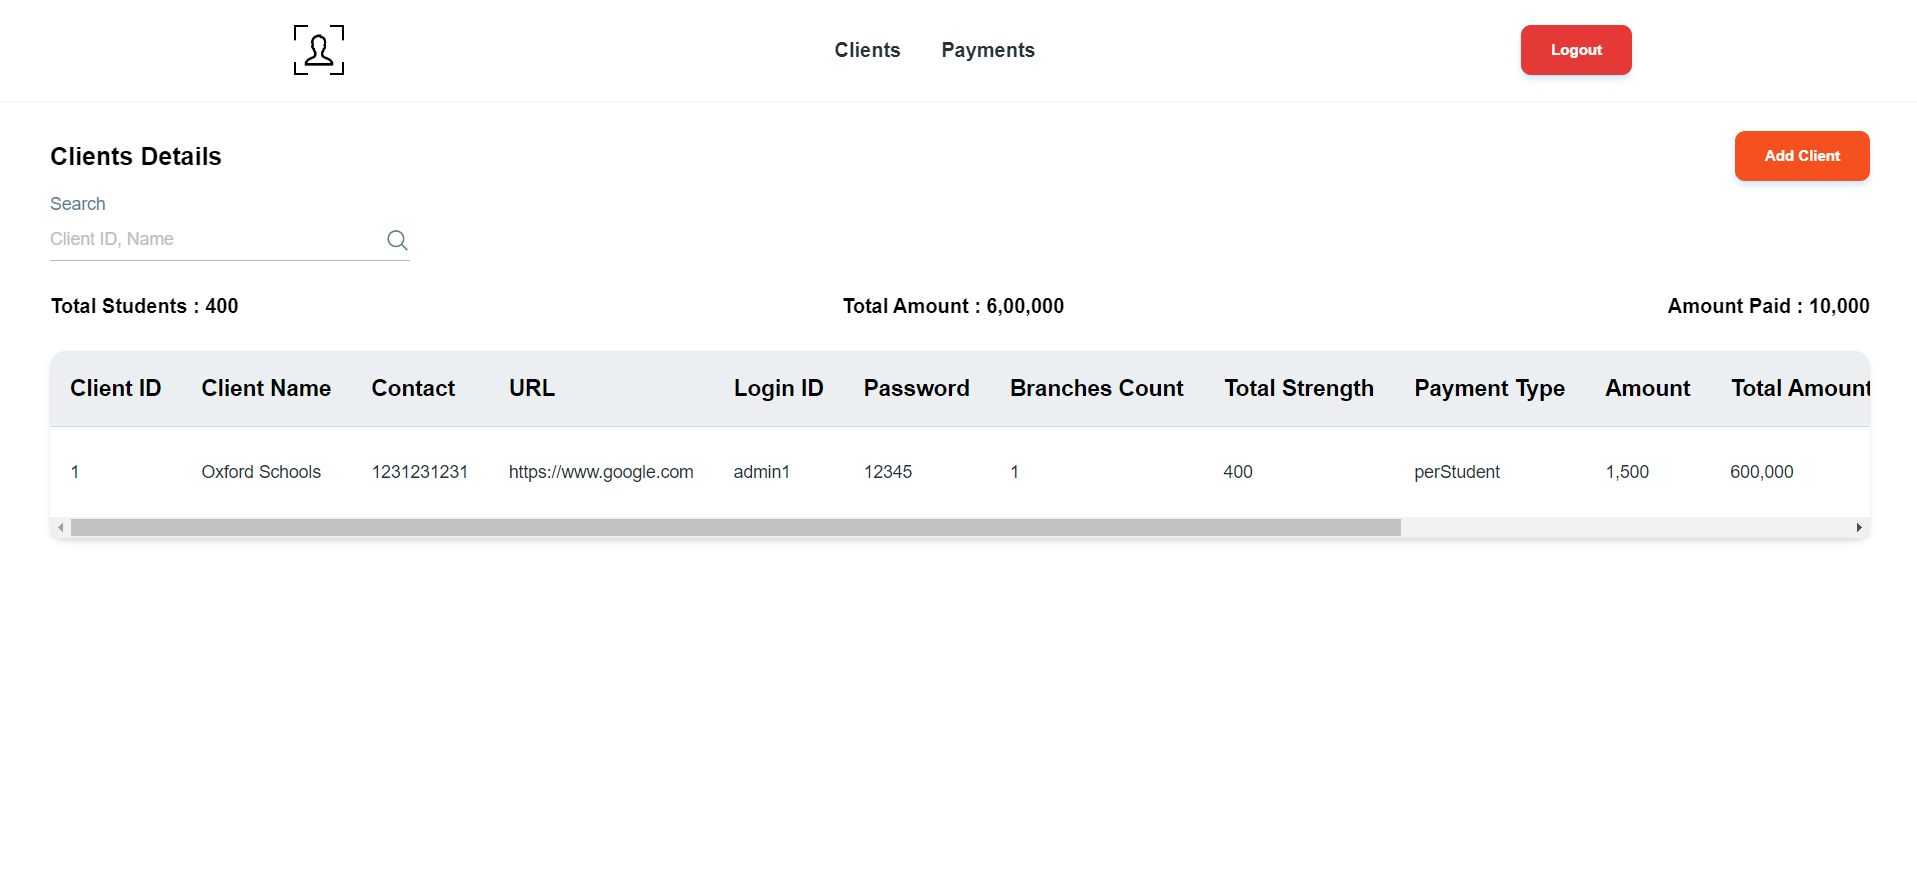 Clients Payments Logout
Clients Details Add Client
Search
Client ID, Name
Total Students : 400 Total Amount : 6,00,000 Amount Paid : 10,000
Client ID Client Name Contact URL Login ID Password Branches Count Total Strength Payment Type Amount Total Amount
1 Oxford Schools 1231231231 https://www.google.com admin1 12345 1 400 perStudent 1,500 600,000